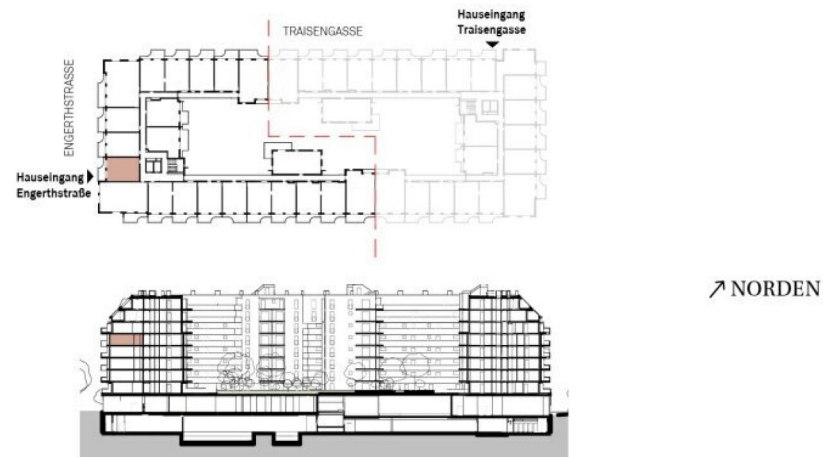 Hauseingang
Traisengasse
TRAISENGASSE
ENGERTHSTRASSE
Hauseingang
Engerthstraße
↗ NORDEN